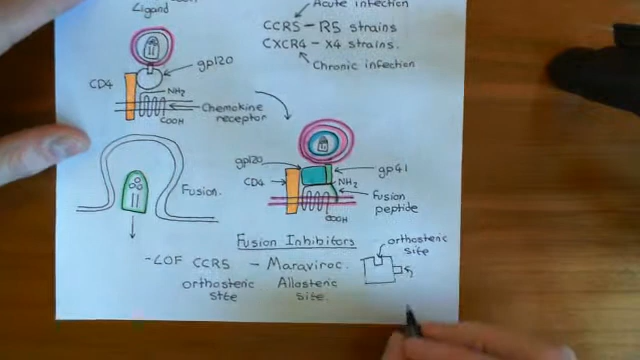 Ligand
Acute infection
CCR5 - R5 strains
CXCR4 - X4 strains.
Chronic infection
gp120
CD4
NH2
COOH
Chemokine
receptor
gp120
gp41
CD4
NH2
COOH
Fusion
peptide
Fusion.
Fusion Inhibitors
orthosteric
site
- LOF CCR5 - Maraviroc.
orthosteric Allosteric
site site.